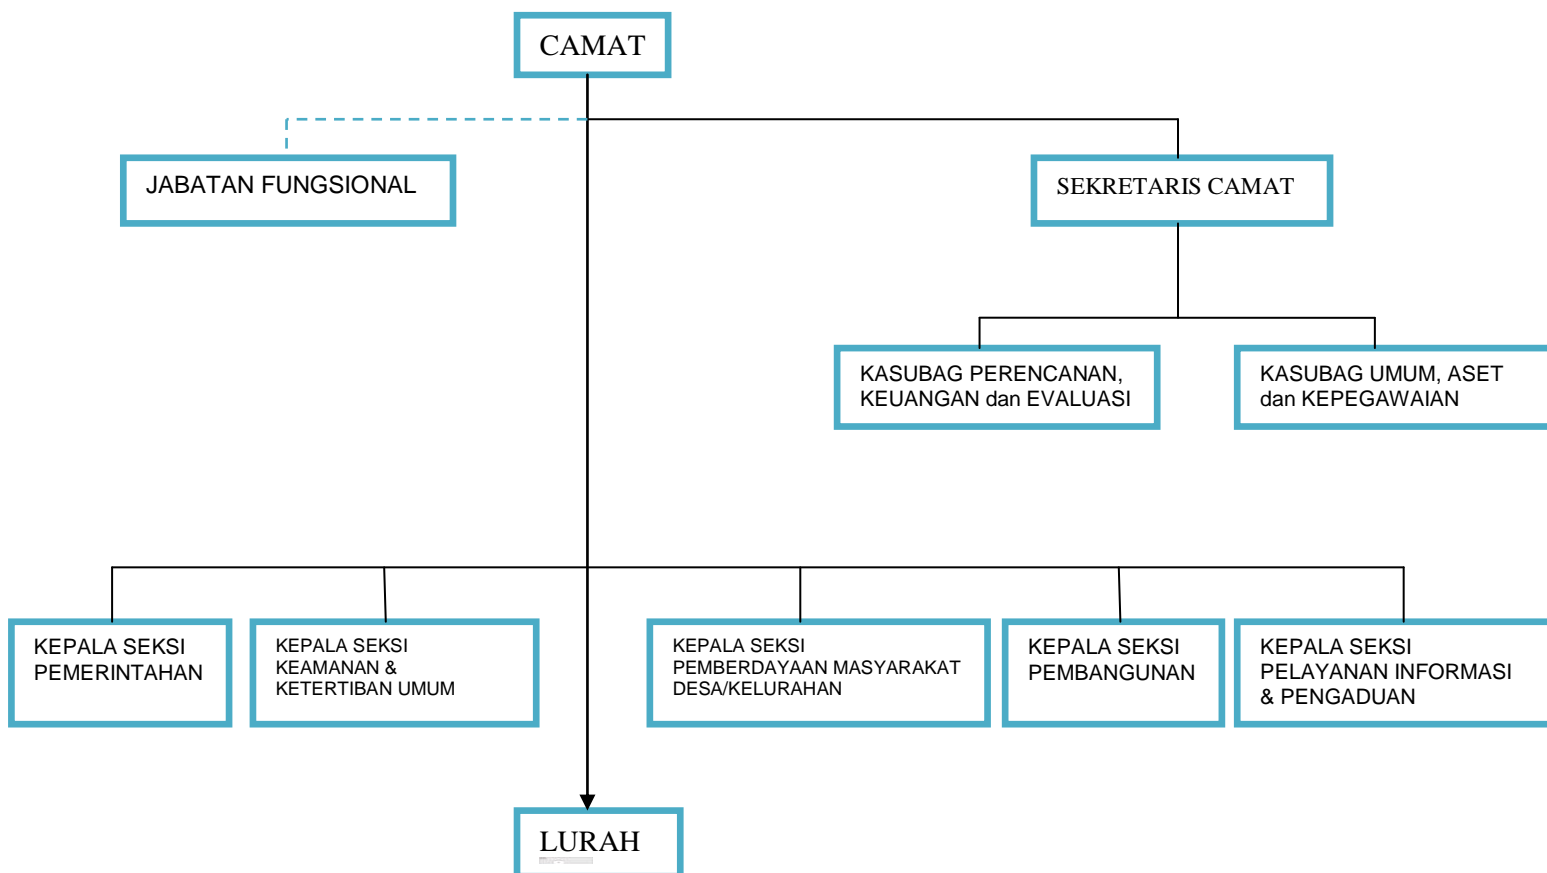 CAMAT
JABATAN FUNGSIONAL
SEKRETARIS CAMAT
KASUBAG PERENCANAN,
KEUANGAN dan EVALUASI
KASUBAG UMUM, ASET
dan KEPEGAWAIAN
KEPALA SEKSI
PEMERINTAHAN
KEPALA SEKSI
KEAMANAN &
KETERTIBAN UMUM
KEPALA SEKSI
PEMBERDAYAAN MASYARAKAT
DESA/KELURAHAN
KEPALA SEKSI
PEMBANGUNAN
KEPALA SEKSI
PELAYANAN INFORMASI
& PENGADUAN
LURAH